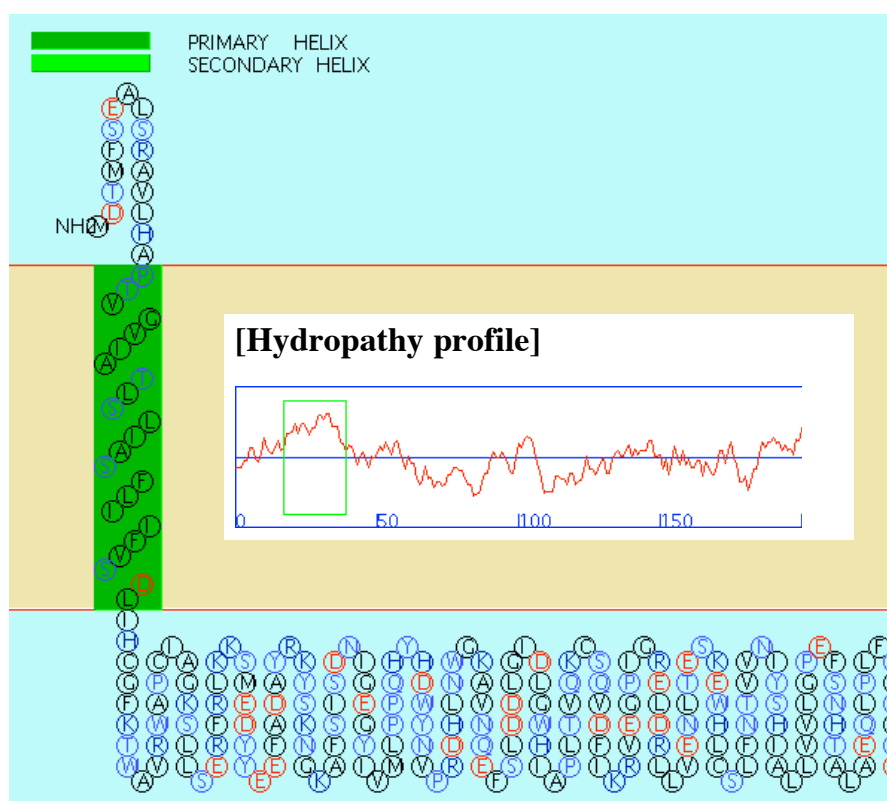 PRIMARY HELIX
SECONDARY HELIX
A
E L
S S
F R
M A
T V
NH2 M D L
H
A
P
V T
A I V G
S L T
S A L L
I L F
S V F I
L D
I
[Hydropathy profile]
0 50 100 150
H I K R N Y G I C G S N E
C C A K S Y K D I H H W K G D K S I R E K V I P F L F
G P G L M A Y S G Q D N A L L Q Q P E T E V Y G S P
F A K R E D S I E P W L V D V V G L L W T S L N L
K W S F D A K S G P Y H N D W T D E D N H N H V H Q
T R L R Y F N F Y L N D Q L H L F V R E L F I V T E